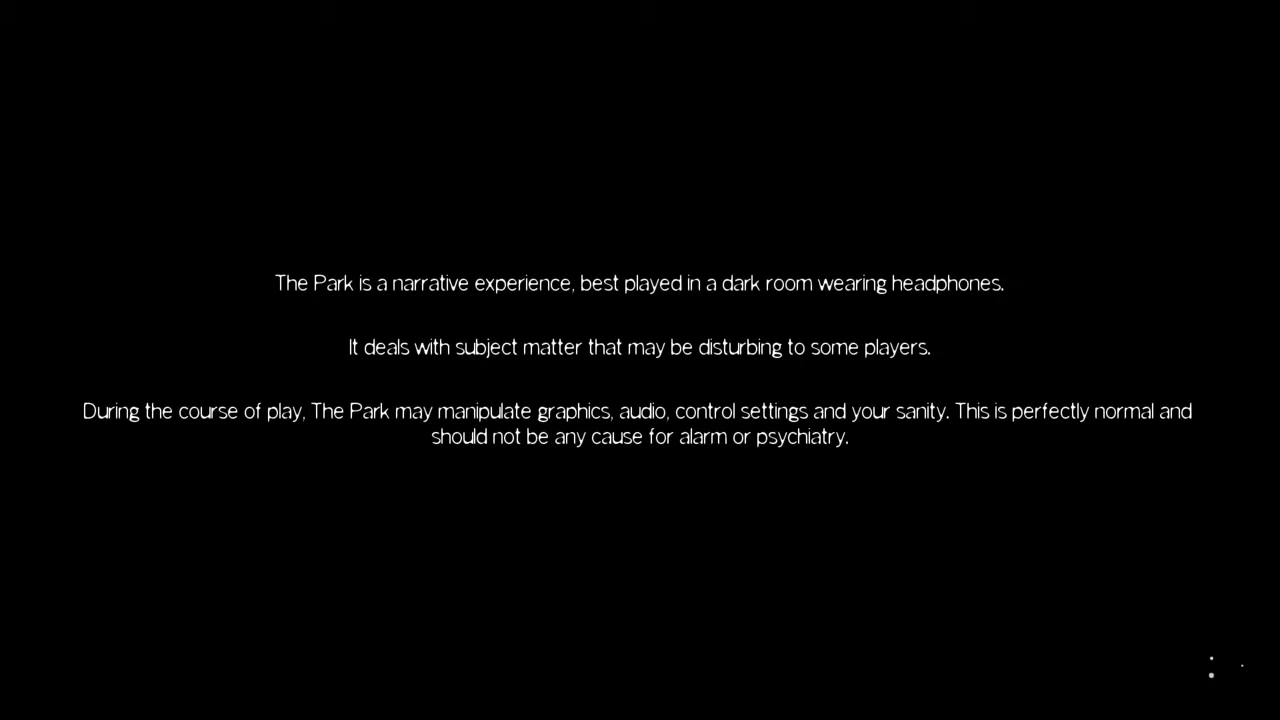 The Park is a narrative experience, best played in a dark room wearing headphones.
It deals with subject matter that may be disturbing to some players.
During the course of play, The Park may manipulate graphics, audio, control settings and your sanity. This is perfectly normal and
should not be any cause for alarm or psychiatry.